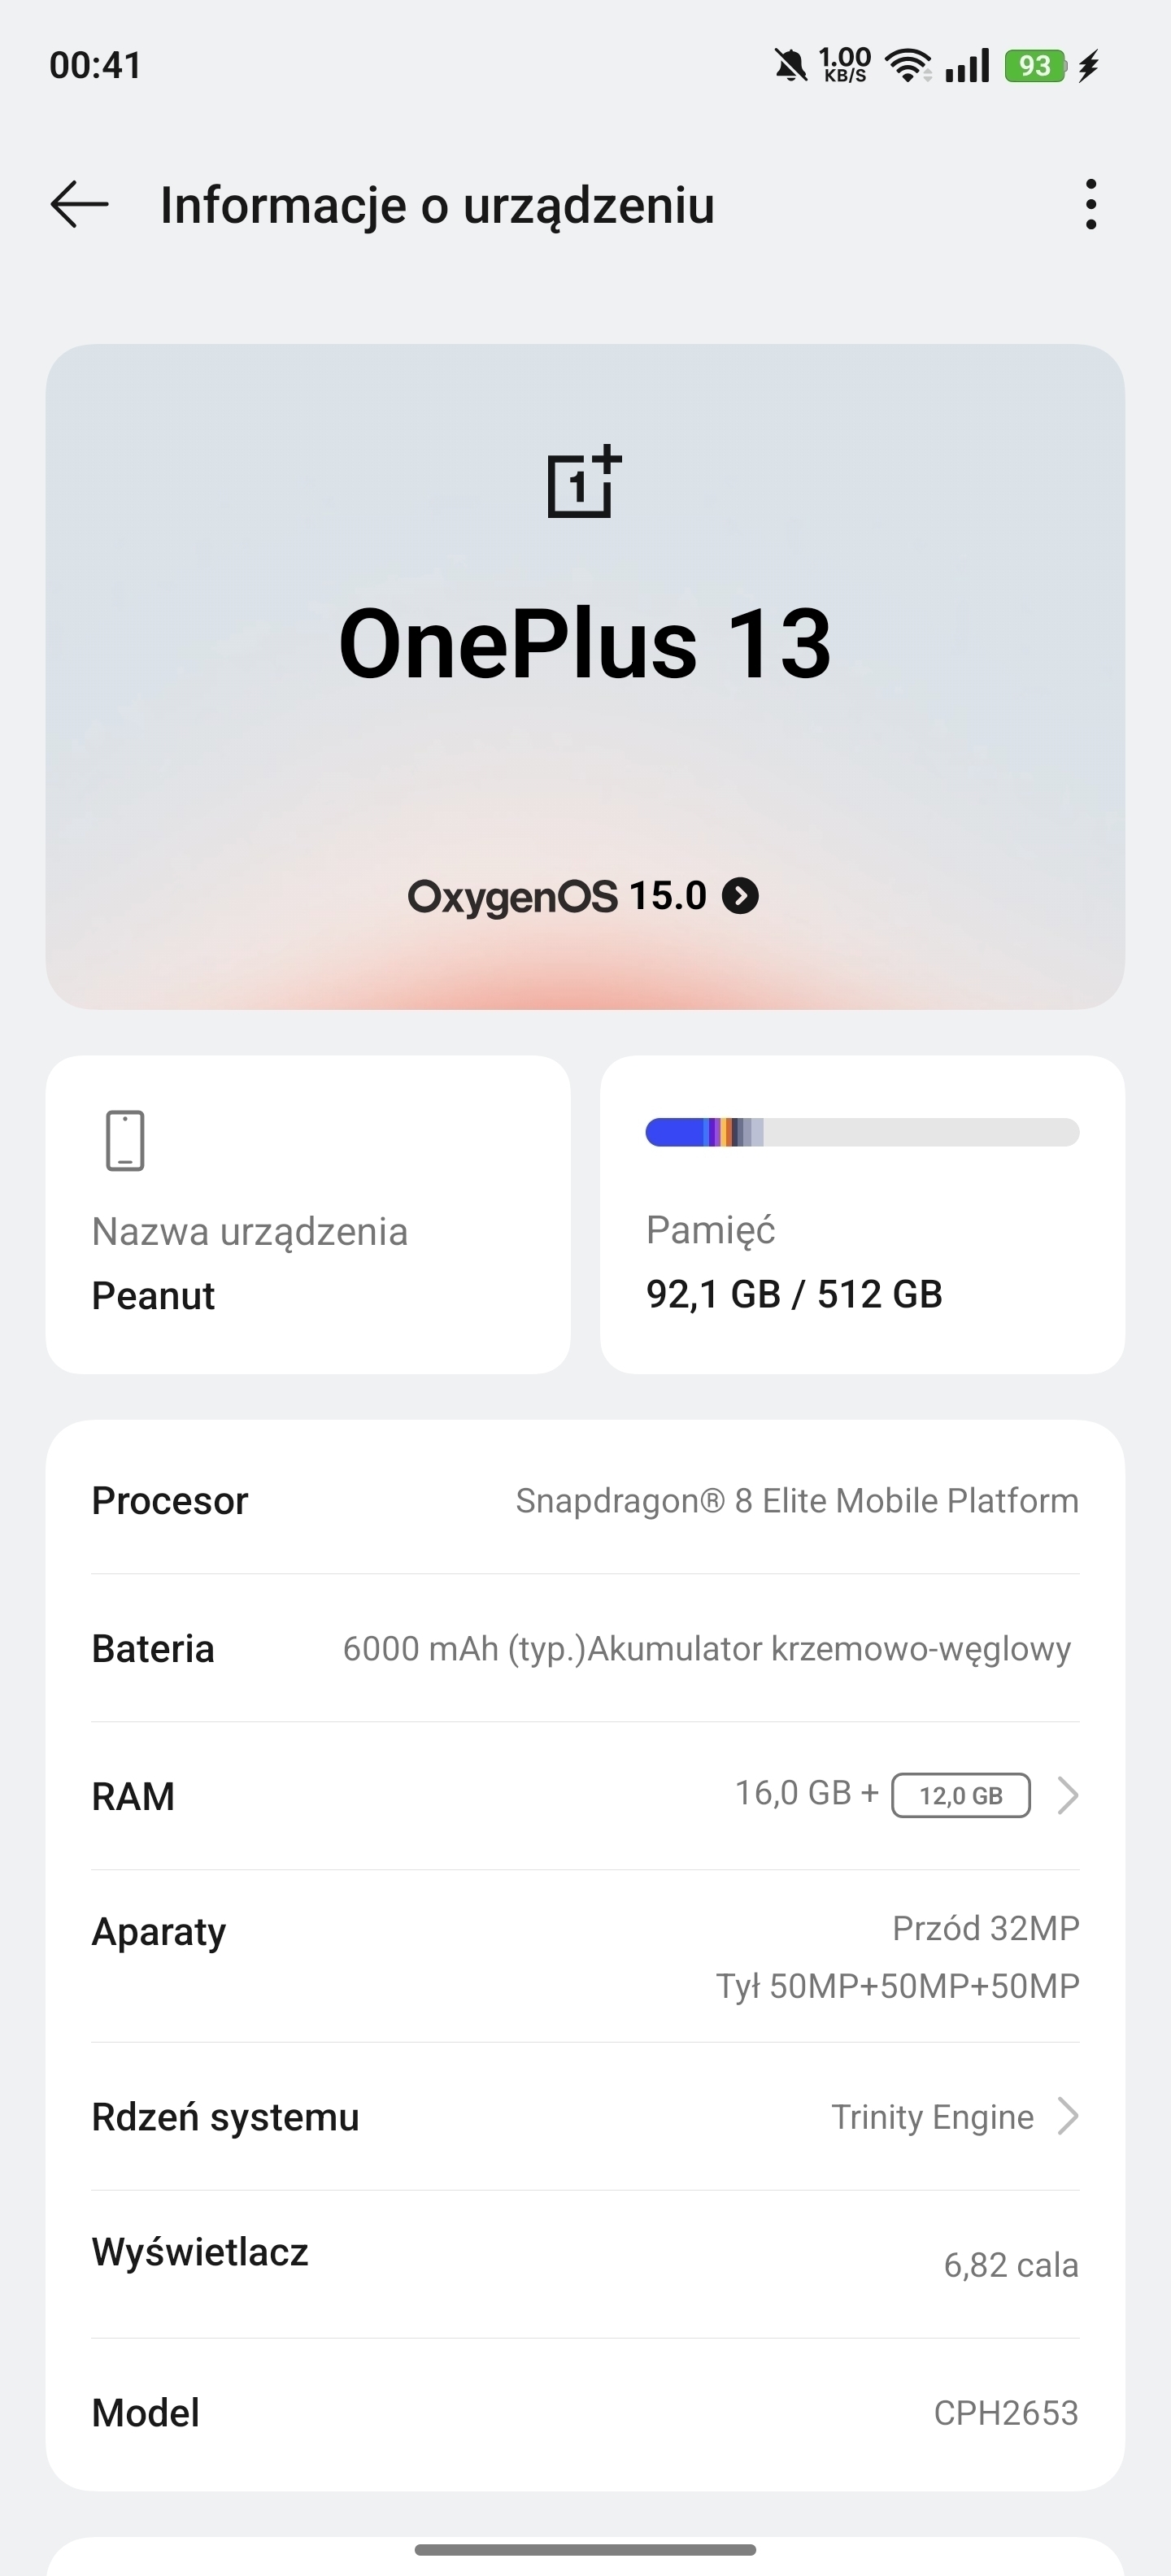 00:41
1.00
KB/S
93
Informacje o urządzeniu
1+
OnePlus 13
OxygenOS 15.0
Nazwa urządzenia
Peanut
Pamięć
92,1 GB / 512 GB
Procesor Snapdragon® 8 Elite Mobile Platform
Bateria 6000 mAh (typ.)Akumulator krzemowo-węglowy
RAM 16,0 GB + 12,0 GB
Aparaty Przód 32MP
Tył 50MP+50MP+50MP
Rdzeń systemu Trinity Engine
Wyświetlacz 6,82 cala
Model CPH2653